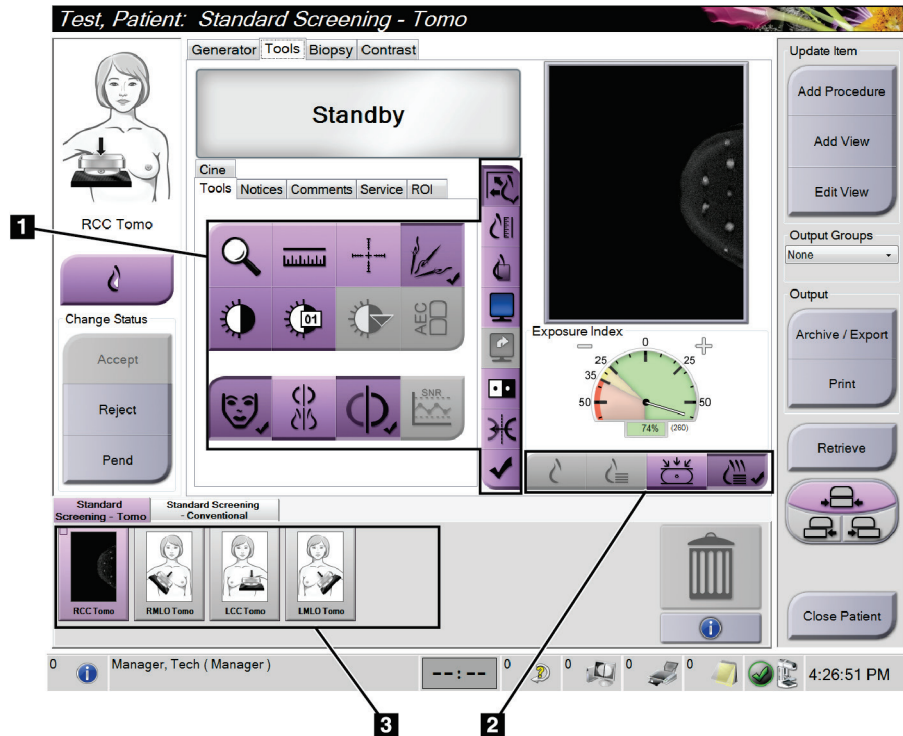 Test, Patient: Standard Screening - Tomo
Generator Tools Biopsy Contrast
Standby
Cine
Tools Notices Comments Service ROI
RCC Tomo
1
01
AEC
SNR
Change Status
Accept
Reject
Pend
Exposure Index
0
25 25
35
50 50
74% (260)
Update Item
Add Procedure
Add View
Edit View
Output Groups
None
Output
Archive / Export
Print
Retrieve
Close Patient
Standard
Screening - Tomo
Standard Screening
- Conventional
RCC Tomo
RMLO Tomo
LCC Tomo
LMLO Tomo
0 Manager, Tech ( Manager ) --:-- 0 0 0 0 4:26:51 PM
3
2